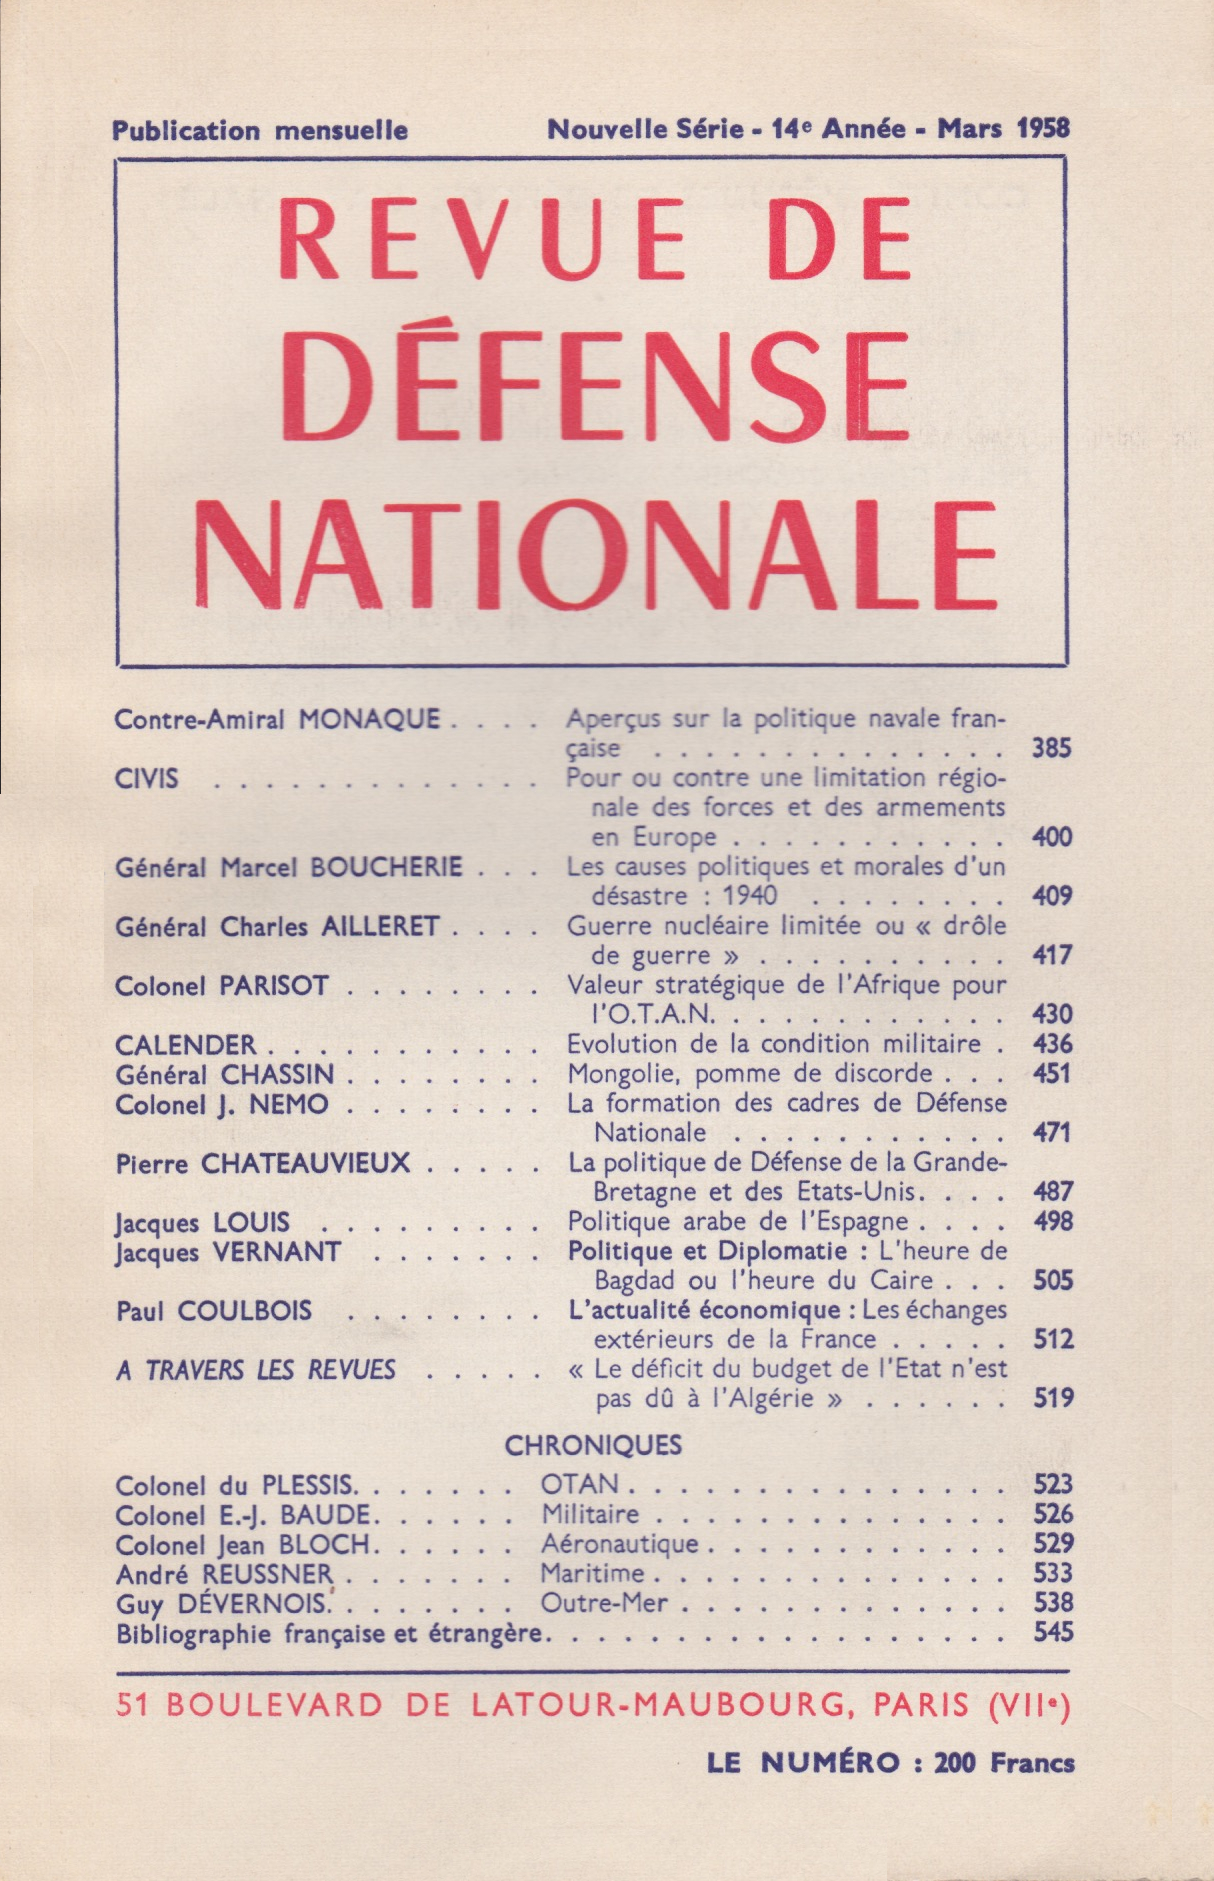 Publication mensuelle Nouvelle Série - 14e Année - Mars 1958
REVUE DE
DÉFENSE
NATIONALE
Contre-Amiral MONAQUE . . . . Aperçus sur la politique navale fran-
çaise . . . . . . . . . . . . . . 385
CIVIS . . . . . . . . . . . . . Pour ou contre une limitation régio-
nale des forces et des armements
en Europe . . . . . . . . . . . 400
Général Marcel BOUCHERIE . . . Les causes politiques et morales d'un
désastre : 1940 . . . . . . . . 409
Général Charles AILLERET . . . . Guerre nucléaire limitée ou « drôle
de guerre » . . . . . . . . . . 417
Colonel PARISOT . . . . . . . . Valeur stratégique de l'Afrique pour
l'O.T.A.N. . . . . . . . . . . . 430
CALENDER . . . . . . . . . . . Evolution de la condition militaire . 436
Général CHASSIN . . . . . . . . Mongolie, pomme de discorde . . . 451
Colonel J. NEMO . . . . . . . . La formation des cadres de Défense
Nationale . . . . . . . . . . . 471
Pierre CHATEAUVIEUX . . . . . La politique de Défense de la Grande-
Bretagne et des Etats-Unis. . . . 487
Jacques LOUIS . . . . . . . . . Politique arabe de l'Espagne . . . . 498
Jacques VERNANT . . . . . . . Politique et Diplomatie : L'heure de
Bagdad ou l'heure du Caire . . . 505
Paul COULBOIS . . . . . . . . L'actualité économique : Les échanges
extérieurs de la France . . . . . 512
A TRAVERS LES REVUES . . . . . « Le déficit du budget de l'Etat n'est
pas dû à l'Algérie » . . . . . . 519
CHRONIQUES
Colonel du PLESSIS. . . . . . . OTAN . . . . . . . . . . . . . . . 523
Colonel E.-J. BAUDE. . . . . . Militaire . . . . . . . . . . . . . . 526
Colonel Jean BLOCH. . . . . . Aéronautique . . . . . . . . . . . . 529
André REUSSNER . . . . . . . Maritime . . . . . . . . . . . . . . 533
Guy DÉVERNOIS. . . . . . . . Outre-Mer . . . . . . . . . . . . . 538
Bibliographie française et étrangère. . . . . . . . . . . . . . . . . . 545
51 BOULEVARD DE LATOUR-MAUBOURG, PARIS (VIIe)
LE NUMÉRO : 200 Francs